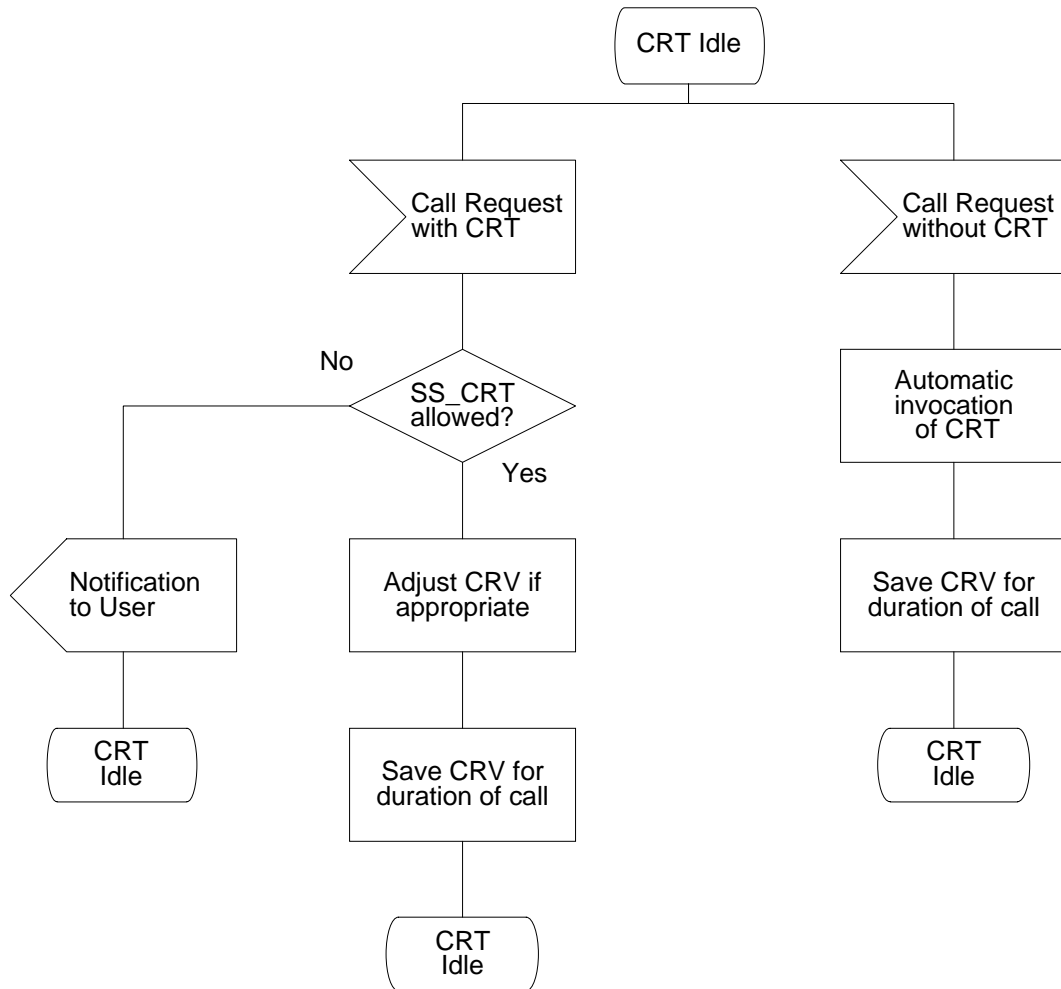 CRT Idle
Call Request
with CRT
Call Request
without CRT
No
SS_CRT
allowed?
Yes
Automatic
invocation
of CRT
Notification
to User
Adjust CRV if
appropriate
Save CRV for
duration of call
CRT
Idle
Save CRV for
duration of call
CRT
Idle
CRT
Idle